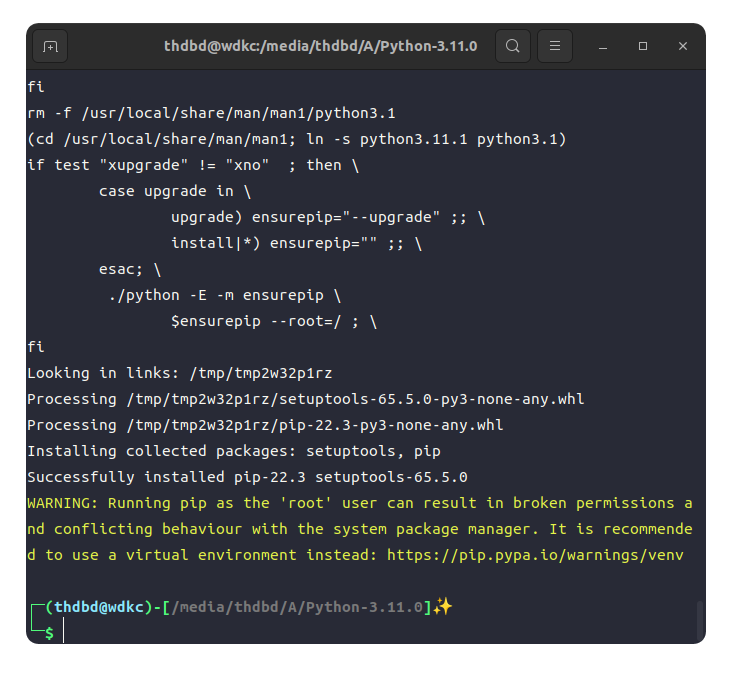 thdbd@wdkc:/media/thdbd/A/Python-3.11.0
fi
rm -f /usr/local/share/man/man1/python3.1
(cd /usr/local/share/man/man1; ln -s python3.11.1 python3.1)
if test "xupgrade" != "xno"  ; then \
        case upgrade in \
                upgrade) ensurepip="--upgrade" ;; \
                install|*) ensurepip="" ;; \
        esac; \
         ./python -E -m ensurepip \
                $ensurepip --root=/ ; \
fi
Looking in links: /tmp/tmp2w32p1rz
Processing /tmp/tmp2w32p1rz/setuptools-65.5.0-py3-none-any.whl
Processing /tmp/tmp2w32p1rz/pip-22.3-py3-none-any.whl
Installing collected packages: setuptools, pip
Successfully installed pip-22.3 setuptools-65.5.0
WARNING: Running pip as the 'root' user can result in broken permissions a
nd conflicting behaviour with the system package manager. It is recommende
d to use a virtual environment instead: https://pip.pypa.io/warnings/venv
┌─(thdbd@wdkc)-[/media/thdbd/A/Python-3.11.0]✨
└─$